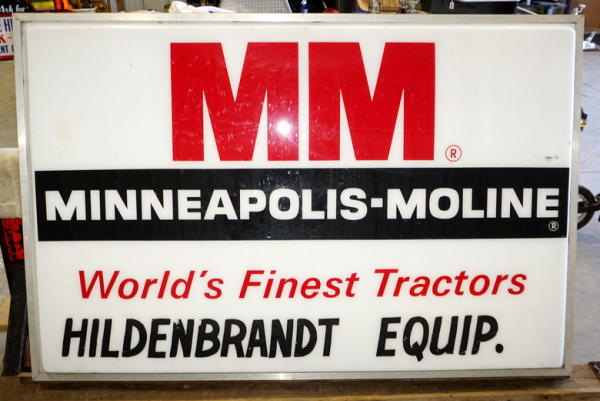 MM®
MINNEAPOLIS-MOLINE®
World's Finest Tractors
HILDENBRANDT EQUIP.